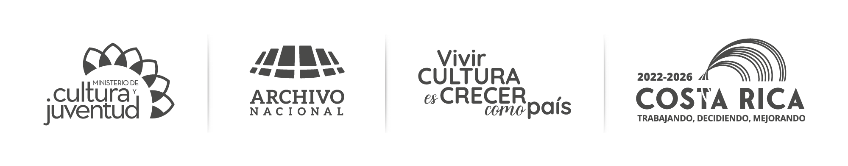 MINISTERIO DE
cultura Y
juventud
ARCHIVO
NACIONAL
Vivir
CULTURA
es CRECER
como país
2022-2026
COSTA RICA
TRABAJANDO, DECIDIENDO, MEJORANDO